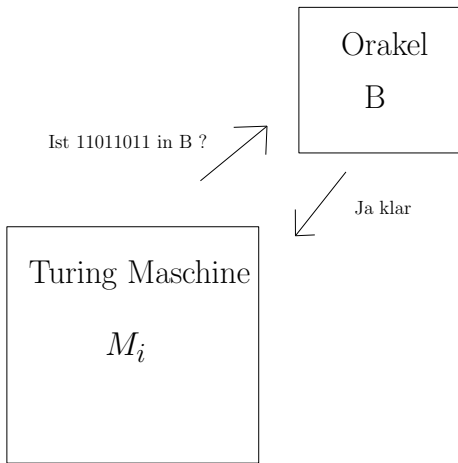 Orakel
B
Ist 11011011 in B ?
Ja klar
Turing Maschine
M_i